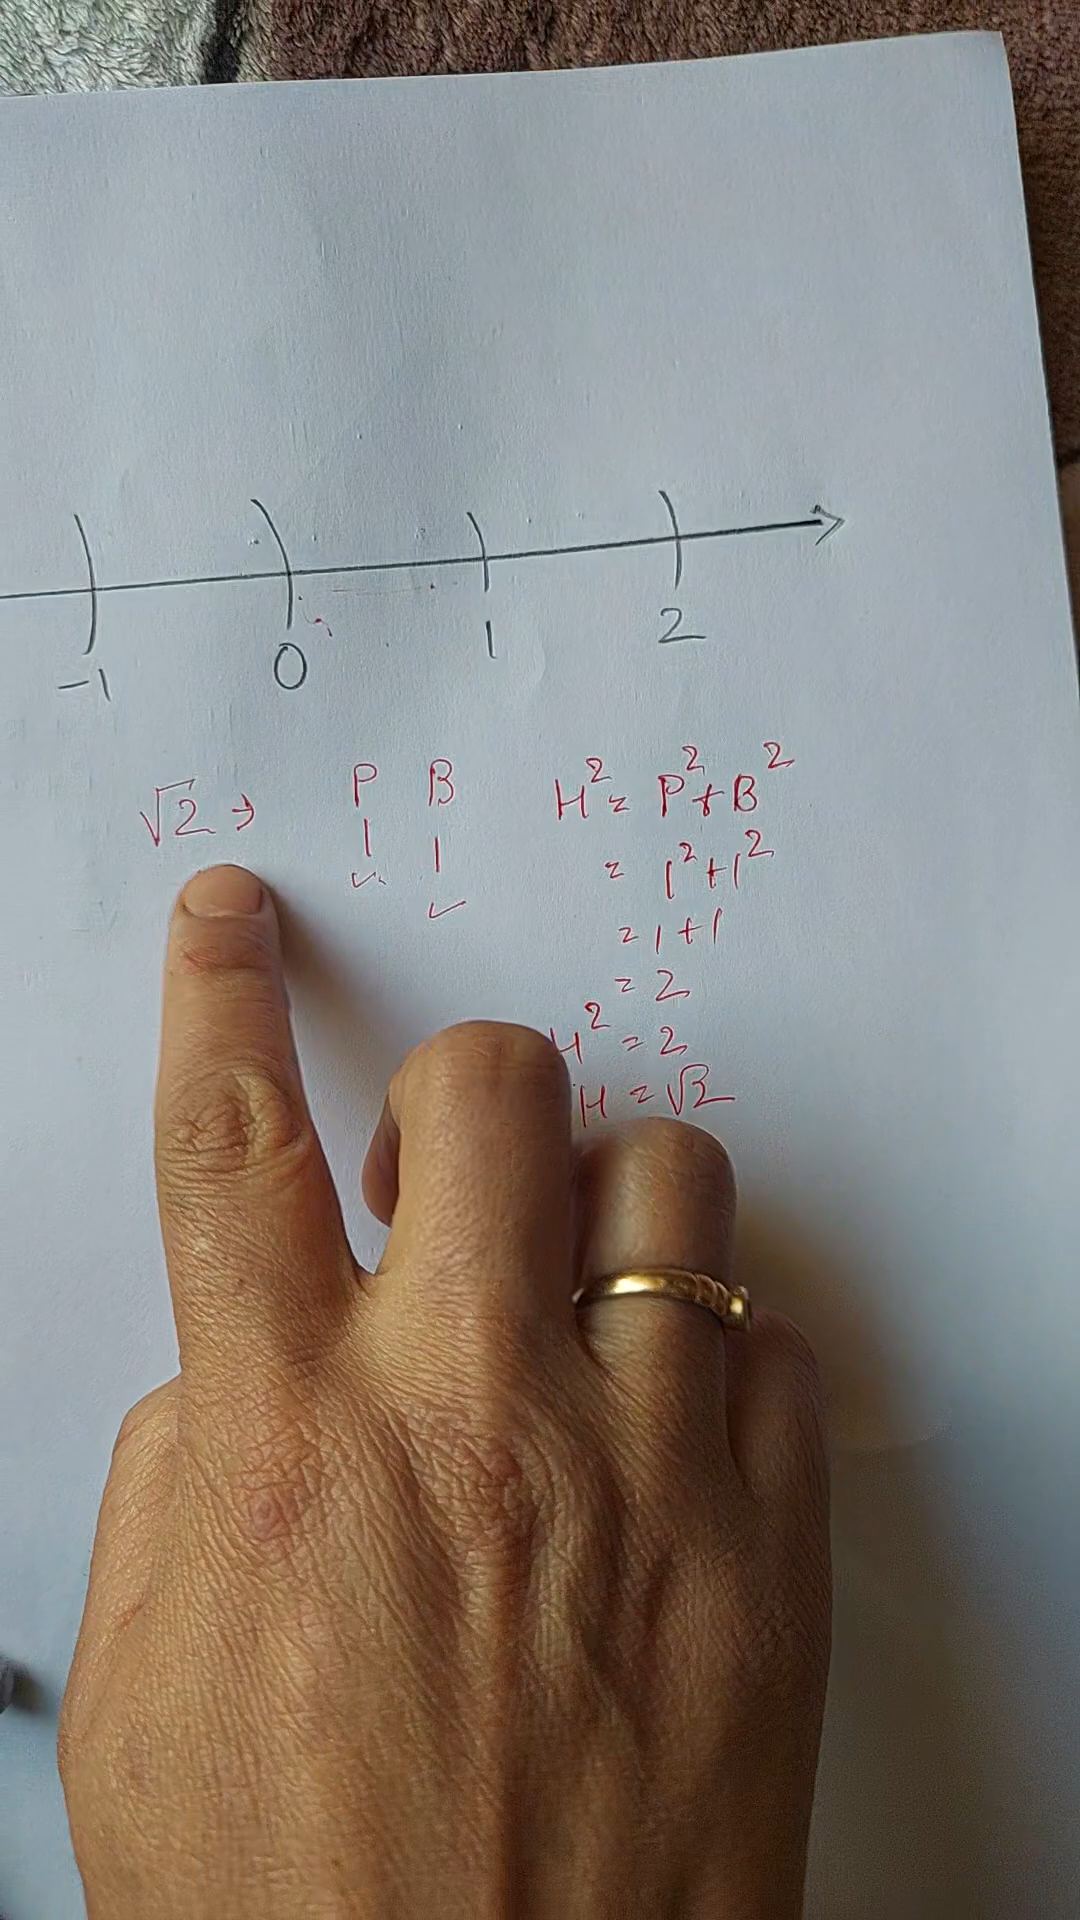 -1 0 1 2
√2 → P B H² = P² + B²
1 1 = 1² + 1²
= 1 + 1
= 2
H² = 2
H = √2